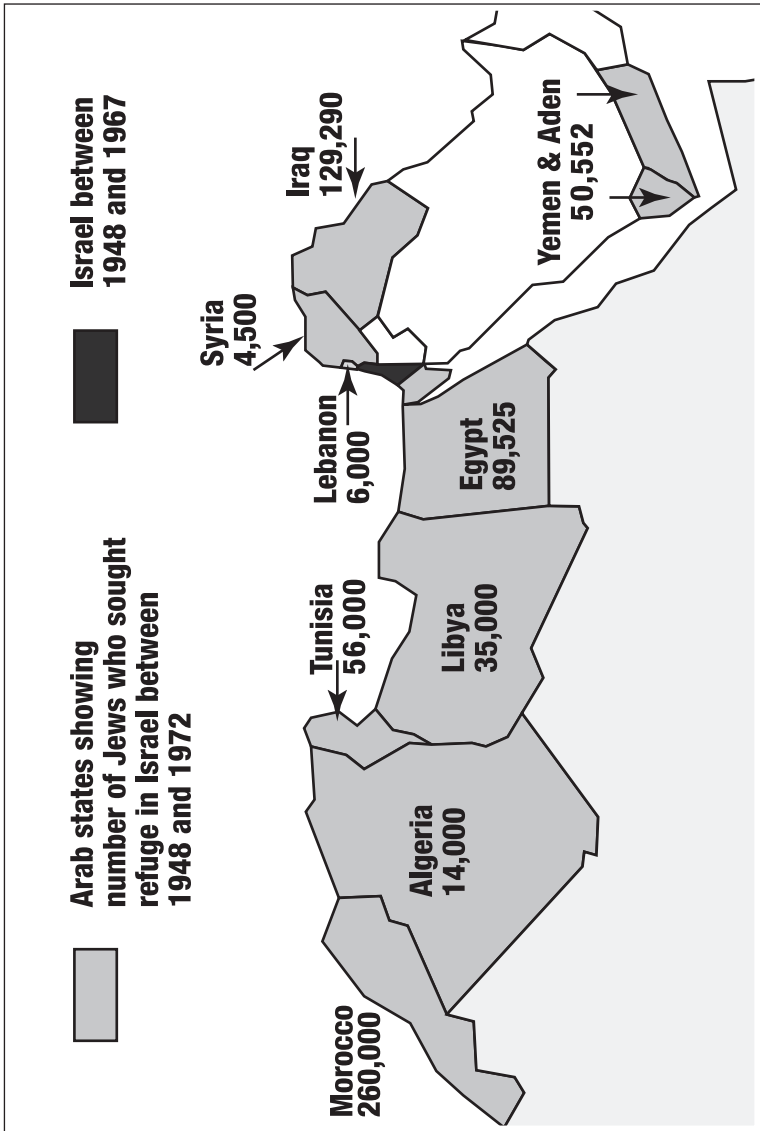 Arab states showing
number of Jews who sought
refuge in Israel between
1948 and 1972
Israel between
1948 and 1967
Morocco
260,000
Algeria
14,000
Tunisia
56,000
Libya
35,000
Egypt
89,525
Lebanon
6,000
Syria
4,500
Iraq
129,290
Yemen & Aden
50,552